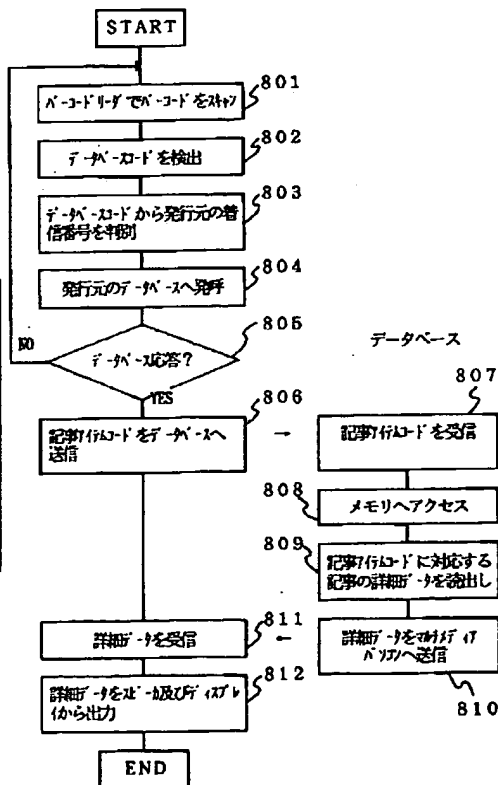 START
801
バーコードリーダでバーコードをスキャン
802
データベースコードを検出
803
データベースコードから発行元の着
信番号を判別
804
発行元のデータベースへ発呼
805
NO
データベース応答?
YES
806
記事アイテムコードをデータベースへ
送信
→
データベース
807
記事アイテムコードを受信
808
メモリへアクセス
809
記事アイテムコードに対応する
記事の詳細データを読出し
詳細データをマルチメディア
パソコンへ送信
810
←
811
詳細データを受信
812
詳細データをスピーカ及びディスプレ
イから出力
END